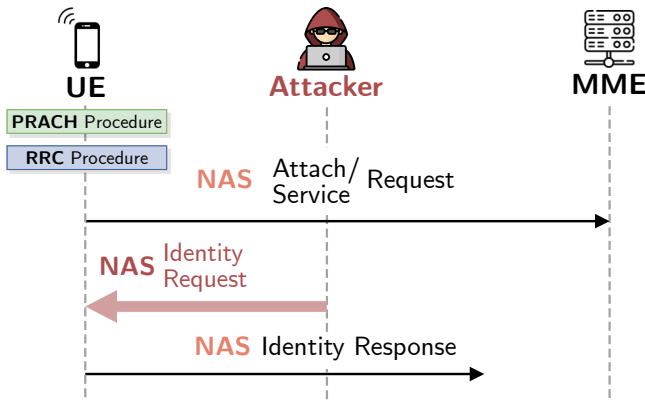 UE
Attacker
MME
PRACH Procedure
RRC Procedure
NAS Attach/ Request
Service
NAS Identity
Request
NAS Identity Response